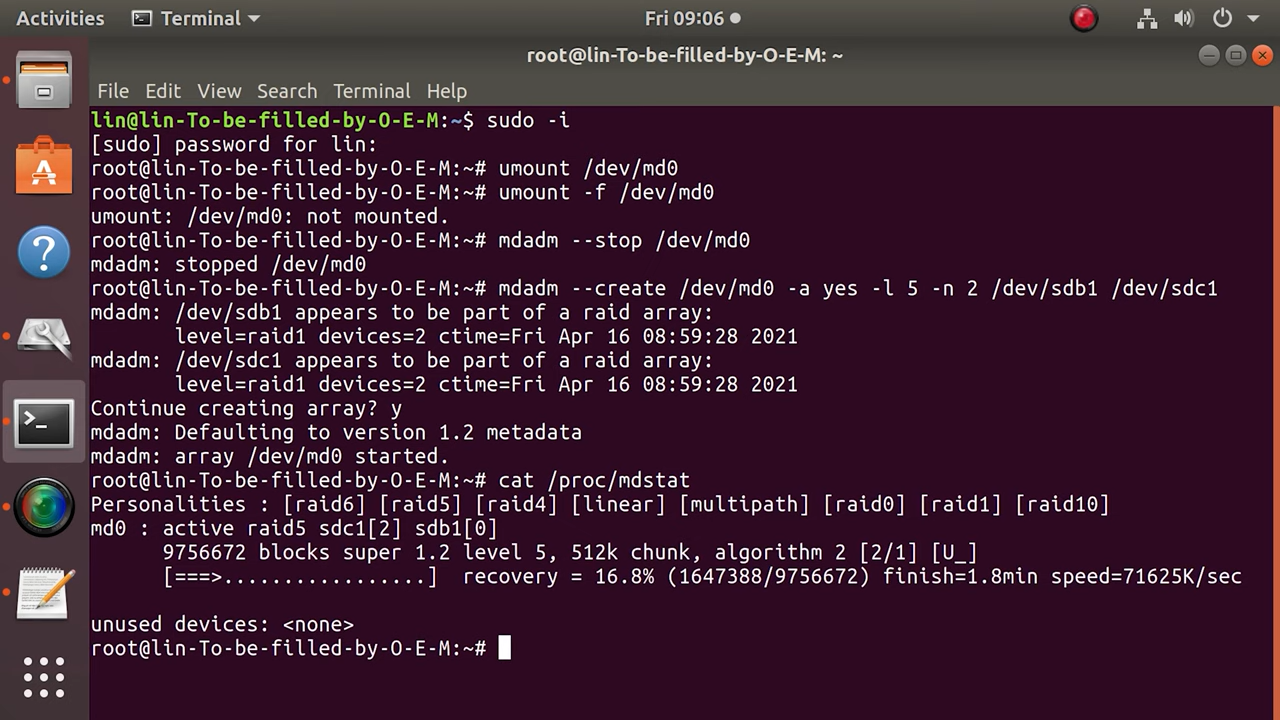 Activities Terminal Fri 09:06
root@lin-To-be-filled-by-O-E-M: ~
File Edit View Search Terminal Help
lin@lin-To-be-filled-by-O-E-M:~$ sudo -i
[sudo] password for lin:
root@lin-To-be-filled-by-O-E-M:~# umount /dev/md0
root@lin-To-be-filled-by-O-E-M:~# umount -f /dev/md0
umount: /dev/md0: not mounted.
root@lin-To-be-filled-by-O-E-M:~# mdadm --stop /dev/md0
mdadm: stopped /dev/md0
root@lin-To-be-filled-by-O-E-M:~# mdadm --create /dev/md0 -a yes -l 5 -n 2 /dev/sdb1 /dev/sdc1
mdadm: /dev/sdb1 appears to be part of a raid array:
       level=raid1 devices=2 ctime=Fri Apr 16 08:59:28 2021
mdadm: /dev/sdc1 appears to be part of a raid array:
       level=raid1 devices=2 ctime=Fri Apr 16 08:59:28 2021
Continue creating array? y
mdadm: Defaulting to version 1.2 metadata
mdadm: array /dev/md0 started.
root@lin-To-be-filled-by-O-E-M:~# cat /proc/mdstat
Personalities : [raid6] [raid5] [raid4] [linear] [multipath] [raid0] [raid1] [raid10]
md0 : active raid5 sdc1[2] sdb1[0]
      9756672 blocks super 1.2 level 5, 512k chunk, algorithm 2 [2/1] [U_]
      [===>.................]  recovery = 16.8% (1647388/9756672) finish=1.8min speed=71625K/sec
unused devices: <none>
root@lin-To-be-filled-by-O-E-M:~#